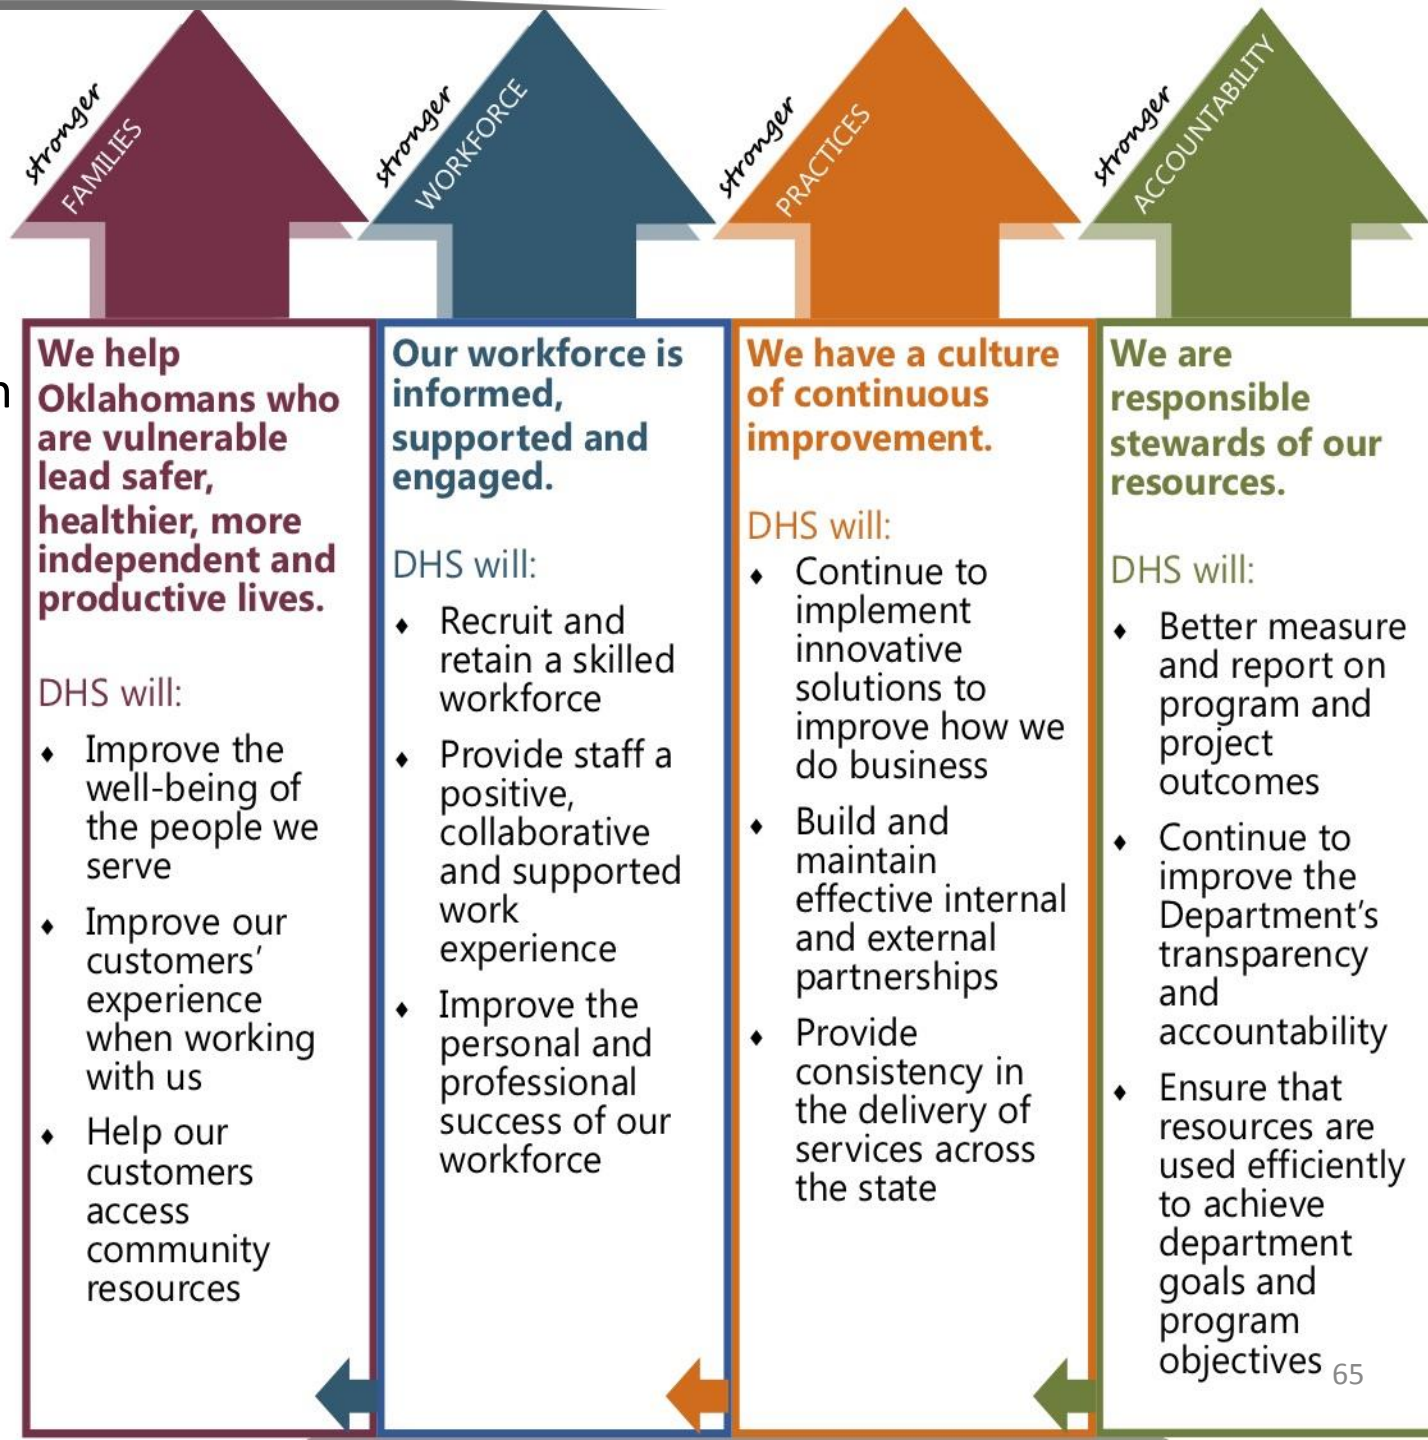 stronger
FAMILIES
We help
Oklahomans who
are vulnerable
lead safer,
healthier, more
independent and
productive lives.
DHS will:
♦ Improve the
well-being of
the people we
serve
♦ Improve our
customers’
experience
when working
with us
♦ Help our
customers
access
community
resources
stronger
WORKFORCE
Our workforce is
informed,
supported and
engaged.
DHS will:
♦ Recruit and
retain a skilled
workforce
♦ Provide staff a
positive,
collaborative
and supported
work
experience
♦ Improve the
personal and
professional
success of our
workforce
stronger
PRACTICES
We have a culture
of continuous
improvement.
DHS will:
♦ Continue to
implement
innovative
solutions to
improve how we
do business
♦ Build and
maintain
effective internal
and external
partnerships
♦ Provide
consistency in
the delivery of
services across
the state
stronger
ACCOUNTABILITY
We are
responsible
stewards of our
resources.
DHS will:
♦ Better measure
and report on
program and
project
outcomes
♦ Continue to
improve the
Department’s
transparency
and
accountability
♦ Ensure that
resources are
used efficiently
to achieve
department
goals and
program
objectives
65